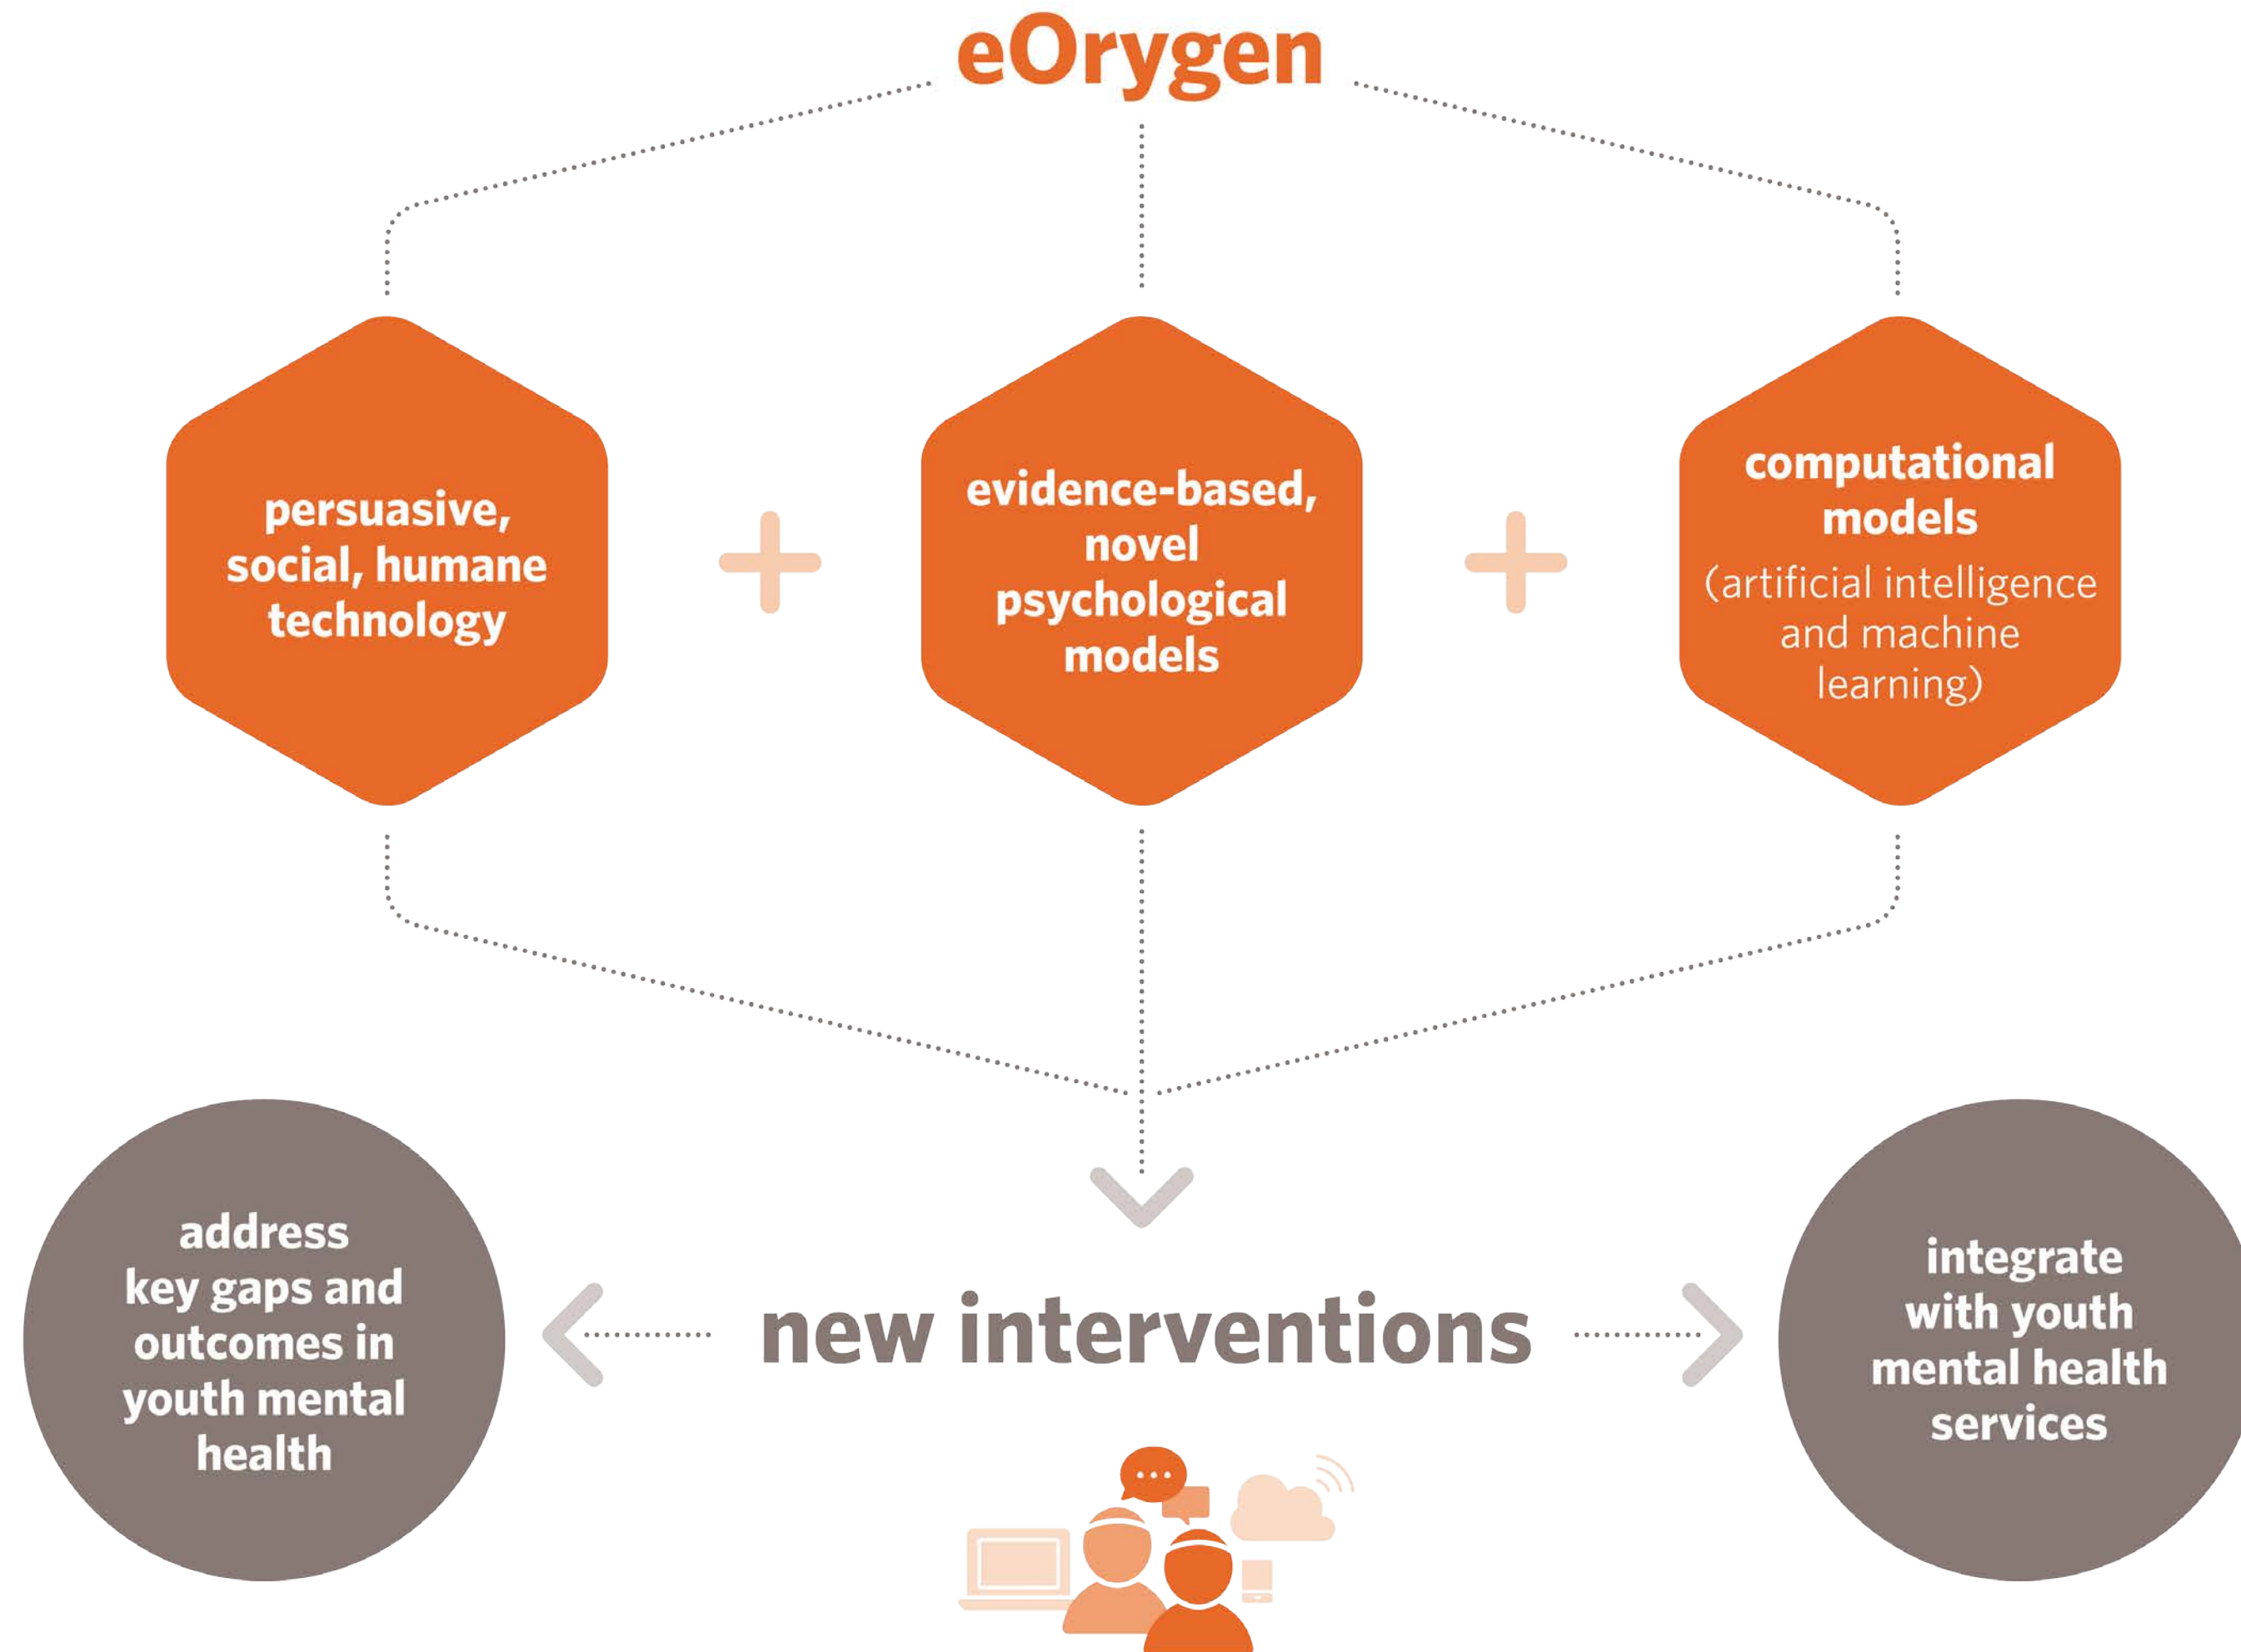 eOrygen
persuasive,
social, humane
technology
evidence-based,
novel
psychological
models
computational
models
(artificial intelligence
and machine
learning)
address
key gaps and
outcomes in
youth mental
health
new interventions
integrate
with youth
mental health
services